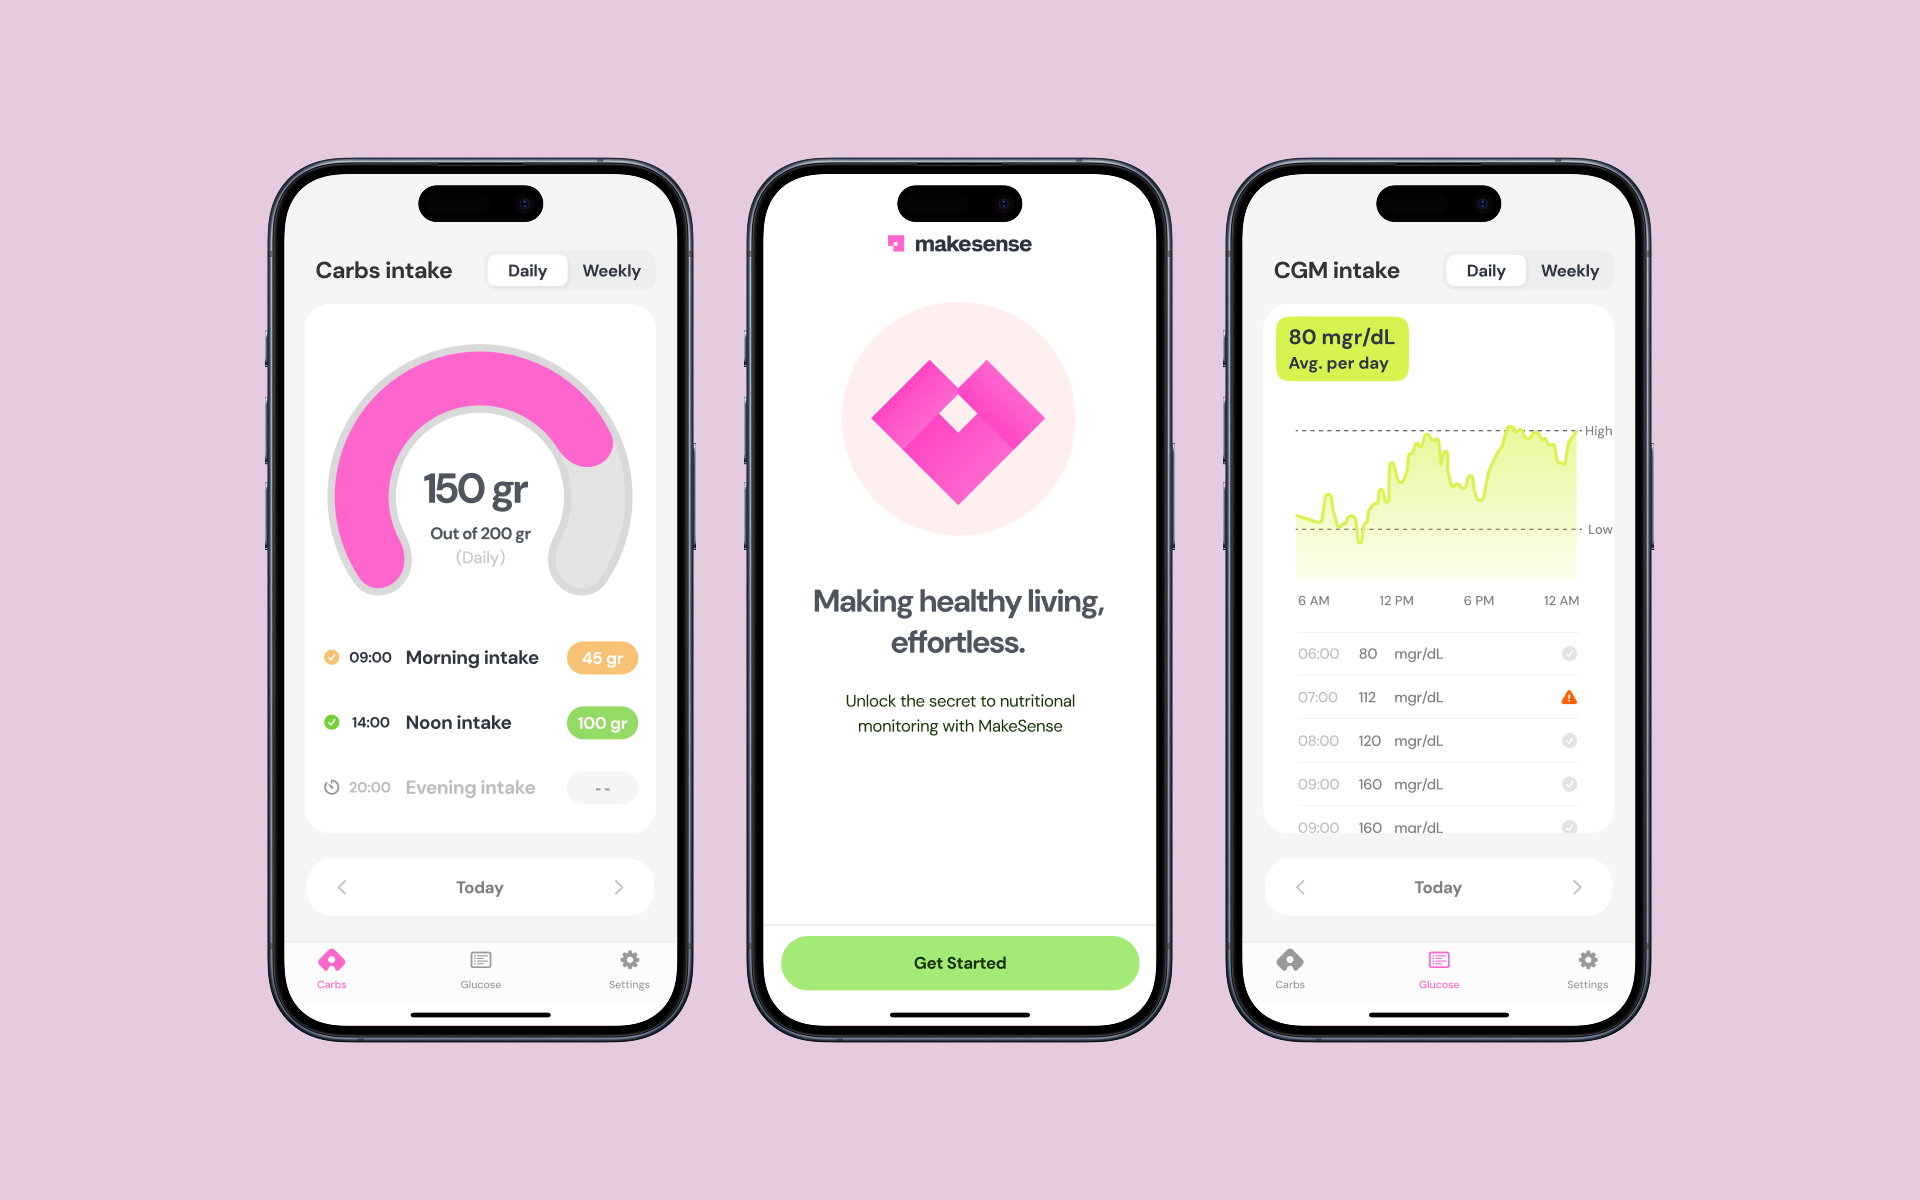 Carbs intake
Daily
Weekly
150 gr
Out of 200 gr
(Daily)
09:00 Morning intake 45 gr
14:00 Noon intake 100 gr
20:00 Evening intake --
Today
Carbs
Glucose
Settings
makesense
Making healthy living,
effortless.
Unlock the secret to nutritional
monitoring with MakeSense
Get Started
CGM intake
Daily
Weekly
80 mgr/dL
Avg. per day
High
Low
6 AM 12 PM 6 PM 12 AM
06:00 80 mgr/dL
07:00 112 mgr/dL
08:00 120 mgr/dL
09:00 160 mgr/dL
09:00 160 mgr/dL
Today
Carbs
Glucose
Settings